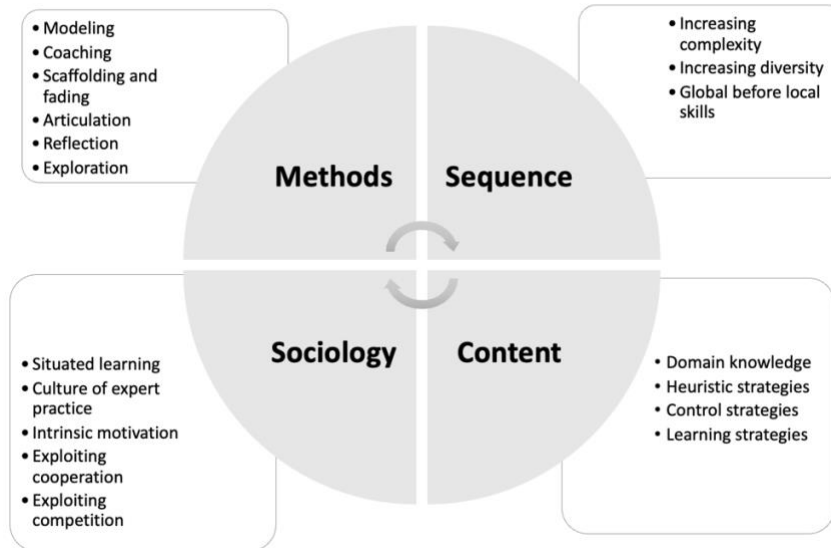 • Modeling
• Coaching
• Scaffolding and
fading
• Articulation
• Reflection
• Exploration
• Increasing
complexity
• Increasing diversity
• Global before local
skills
Methods
Sequence
Sociology
Content
• Situated learning
• Culture of expert
practice
• Intrinsic motivation
• Exploiting
cooperation
• Exploiting
competition
• Domain knowledge
• Heuristic strategies
• Control strategies
• Learning strategies